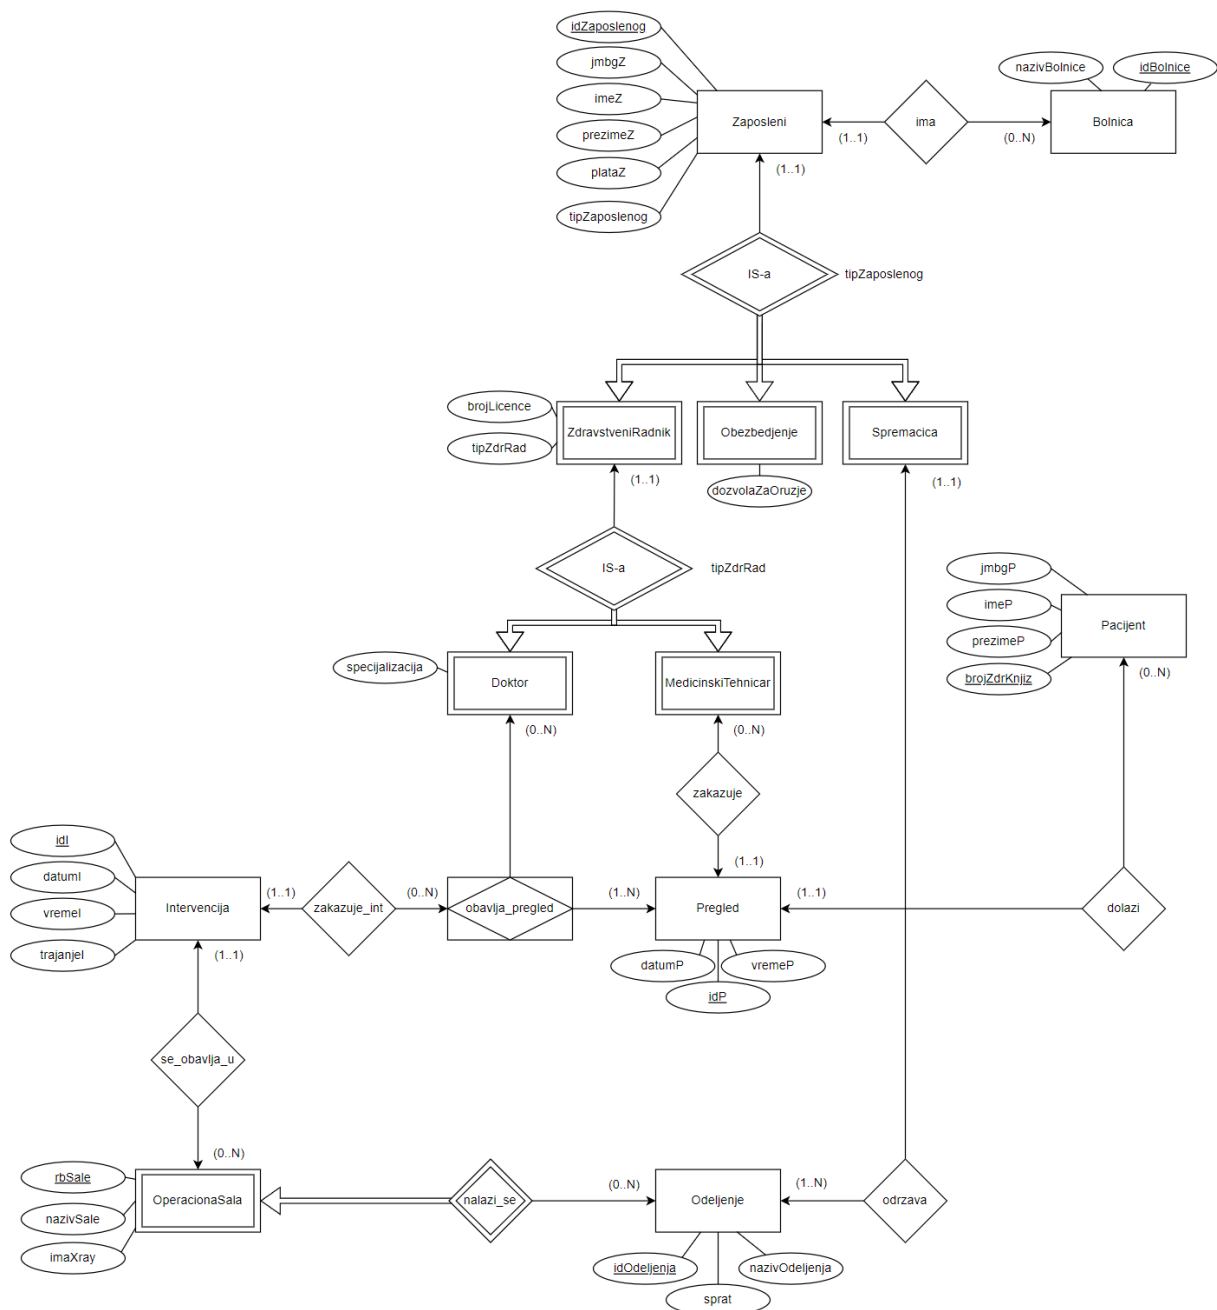 idZaposlenog
jmbgZ
imeZ
prezimeZ
plataZ
tipZaposlenog
Zaposleni
(1..1)
ima
(0..N)
nazivBolnice
idBolnice
Bolnica
(1..1)
IS-a
tipZaposlenog
brojLicence
tipZdrRad
ZdravstveniRadnik
Obezbedjenje
Spremacica
(1..1)
(1..1)
dozvolaZaOruzje
IS-a
tipZdrRad
jmbgP
imeP
prezimeP
brojZdrKnjiz
Pacijent
(0..N)
specijalizacija
Doktor
MedicinskiTehnicar
(0..N)
(0..N)
zakazuje
(1..1)
idI
datumI
vremeI
trajanjeI
Intervencija
(1..1)
zakazuje_int
(0..N)
obavlja_pregled
(1..N)
Pregled
(1..1)
dolazi
(1..1)
datumP
vremeP
idP
se_obavlja_u
(0..N)
rbSale
nazivSale
imaXray
OperacionaSala
nalazi_se
(0..N)
Odeljenje
(1..N)
odrzava
idOdeljenja
nazivOdeljenja
sprat